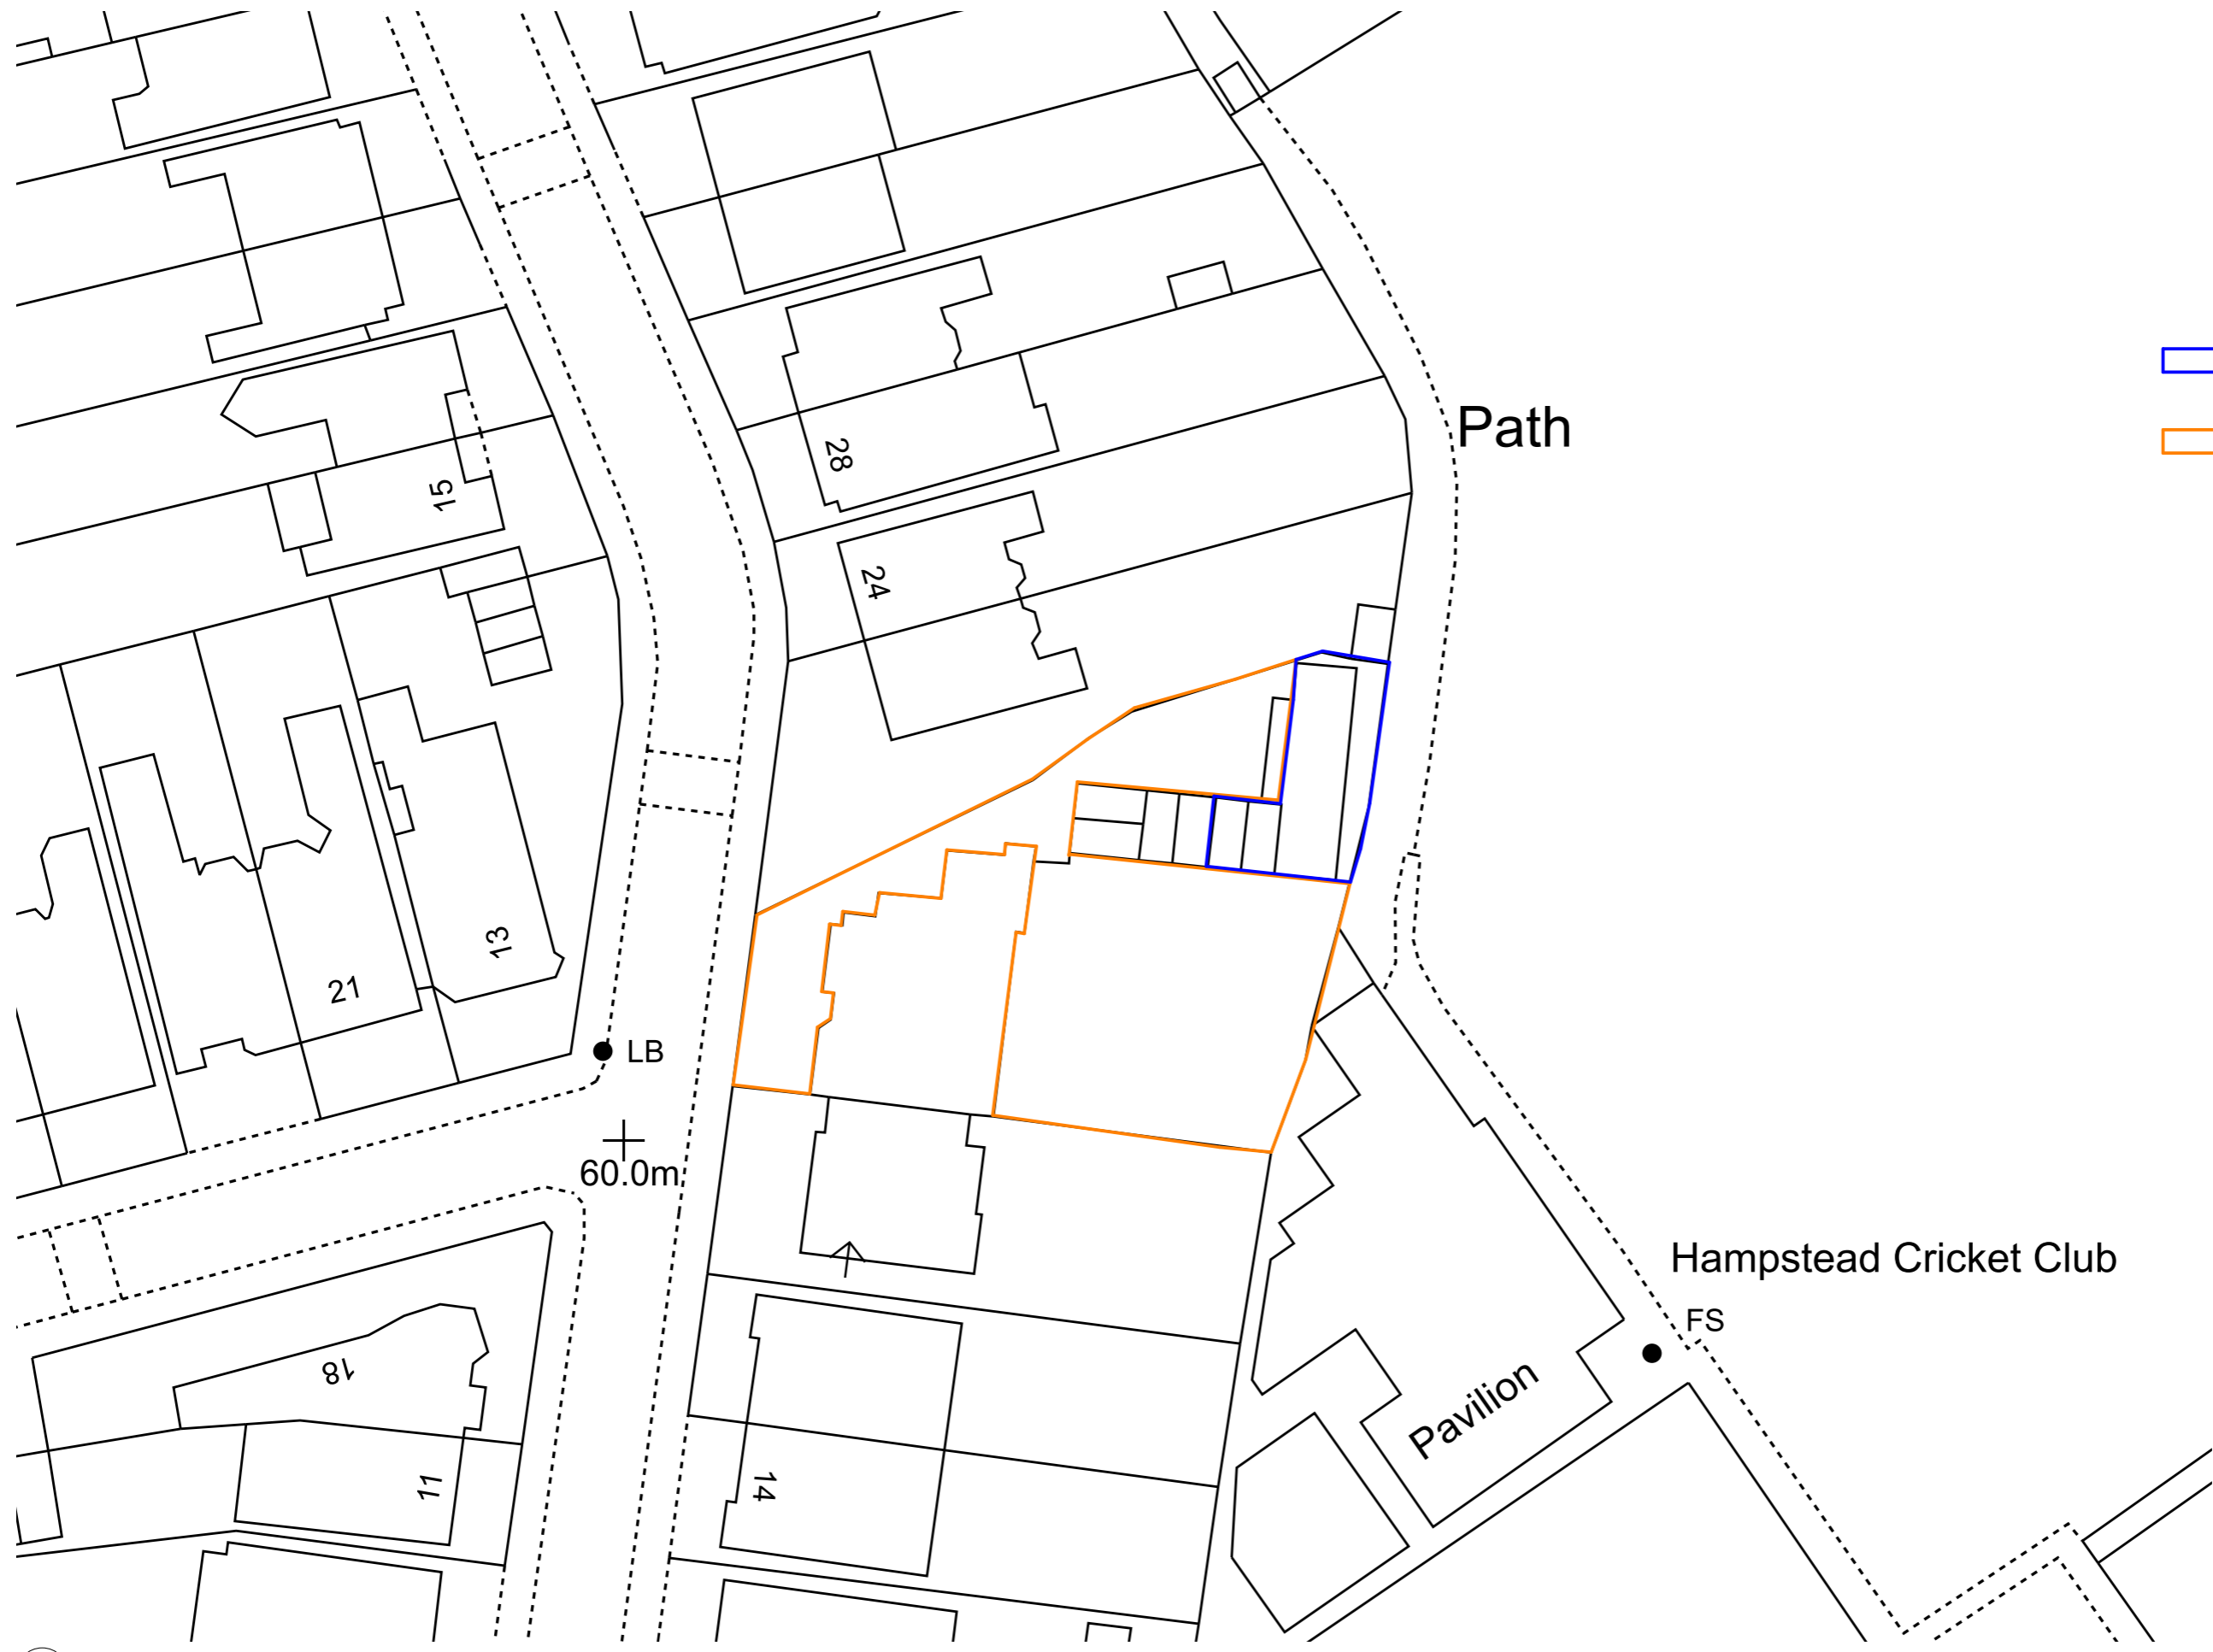 Path
28
15
24
13
21
LB
60.0m
Hampstead Cricket Club
FS
18
Pavilion
11
14